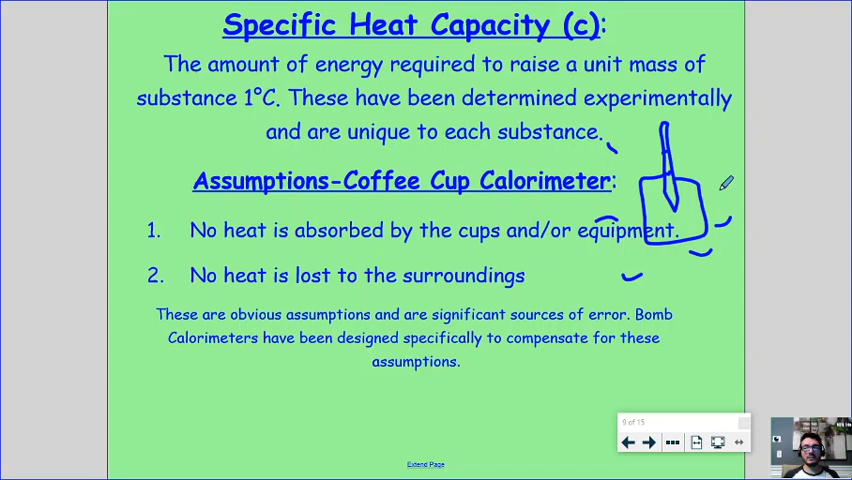 Specific Heat Capacity (c):
The amount of energy required to raise a unit mass of
substance 1°C. These have been determined experimentally
and are unique to each substance.
Assumptions-Coffee Cup Calorimeter:
1. No heat is absorbed by the cups and/or equipment.
2. No heat is lost to the surroundings
These are obvious assumptions and are significant sources of error. Bomb
Calorimeters have been designed specifically to compensate for these
assumptions.
9 of 15
Extend Page